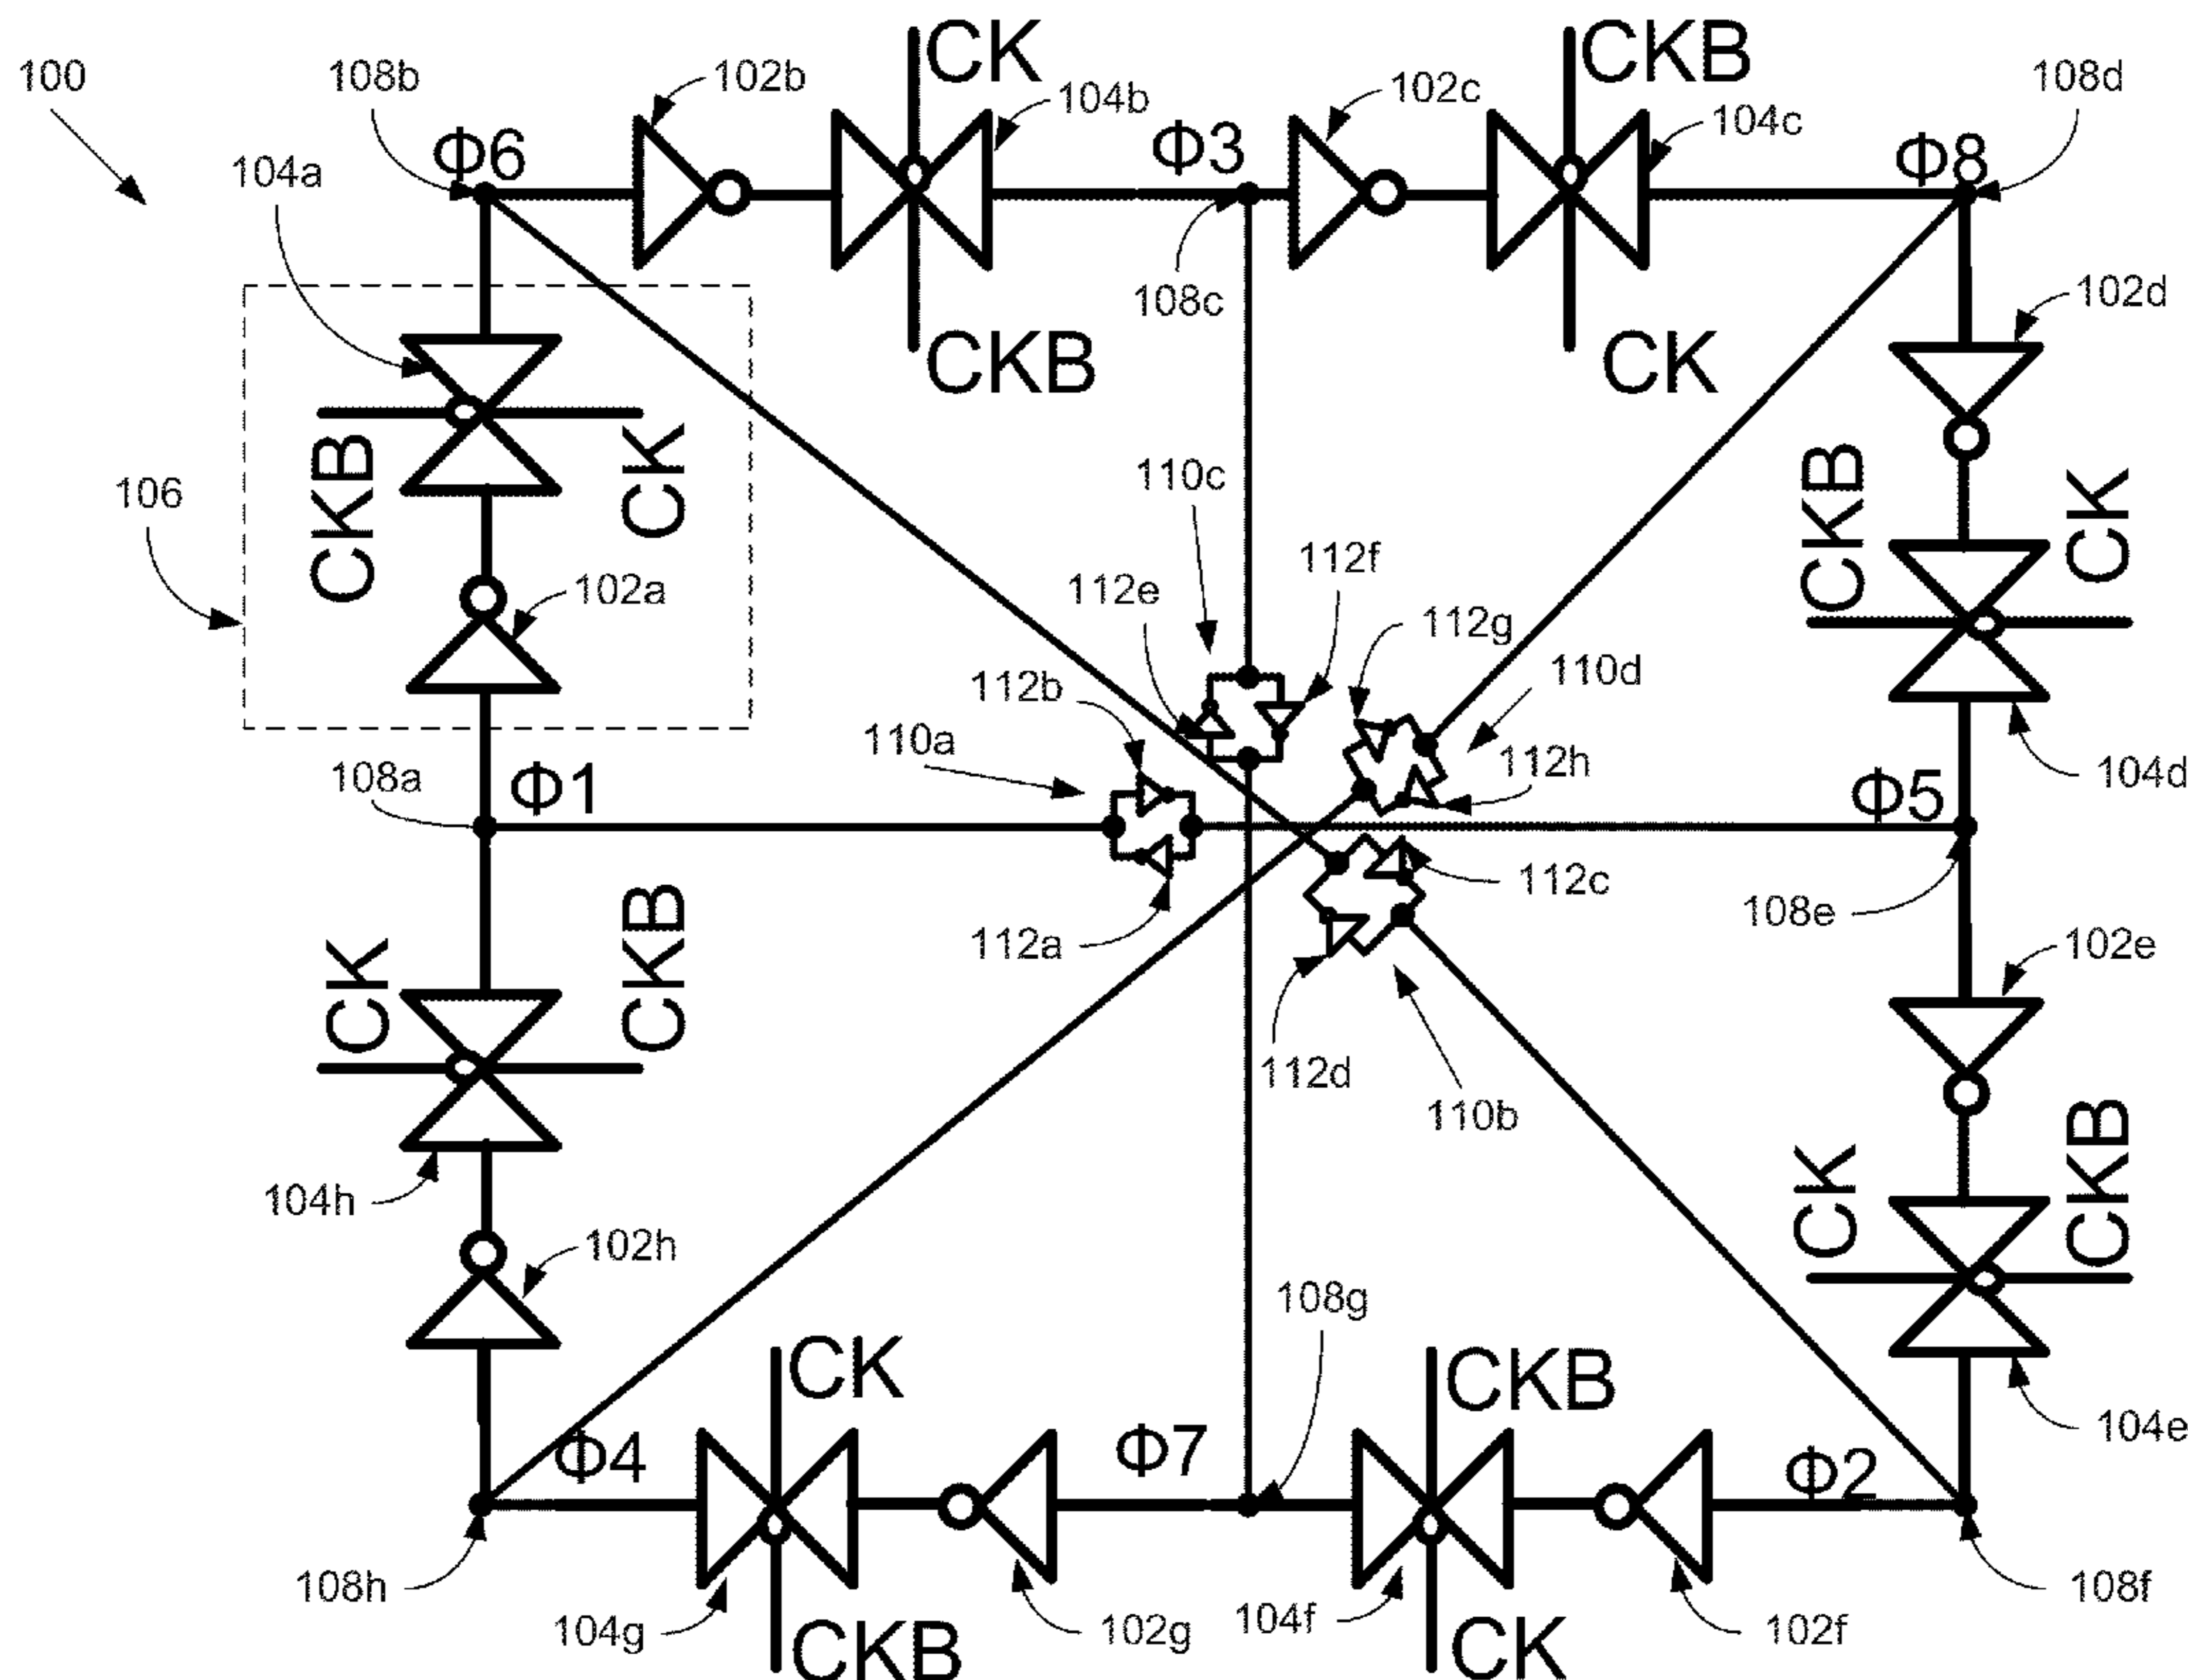 CK
CKB
100
108b
102b
104b
102c
104c
108d
Φ6
Φ3
Φ8
104a
108c
102d
CKB
CK
CKB
CK
110c
CKB
CK
106
112e
112f
102a
112g
110d
112b
110a
112h
104d
108a
Φ1
Φ5
112c
108e
112a
CK
CKB
102e
112d
110b
104h
CK
CKB
102h
108g
CK
CKB
104e
Φ4
Φ7
Φ2
108h
108f
104g
102g
104f
102f
CKB
CK